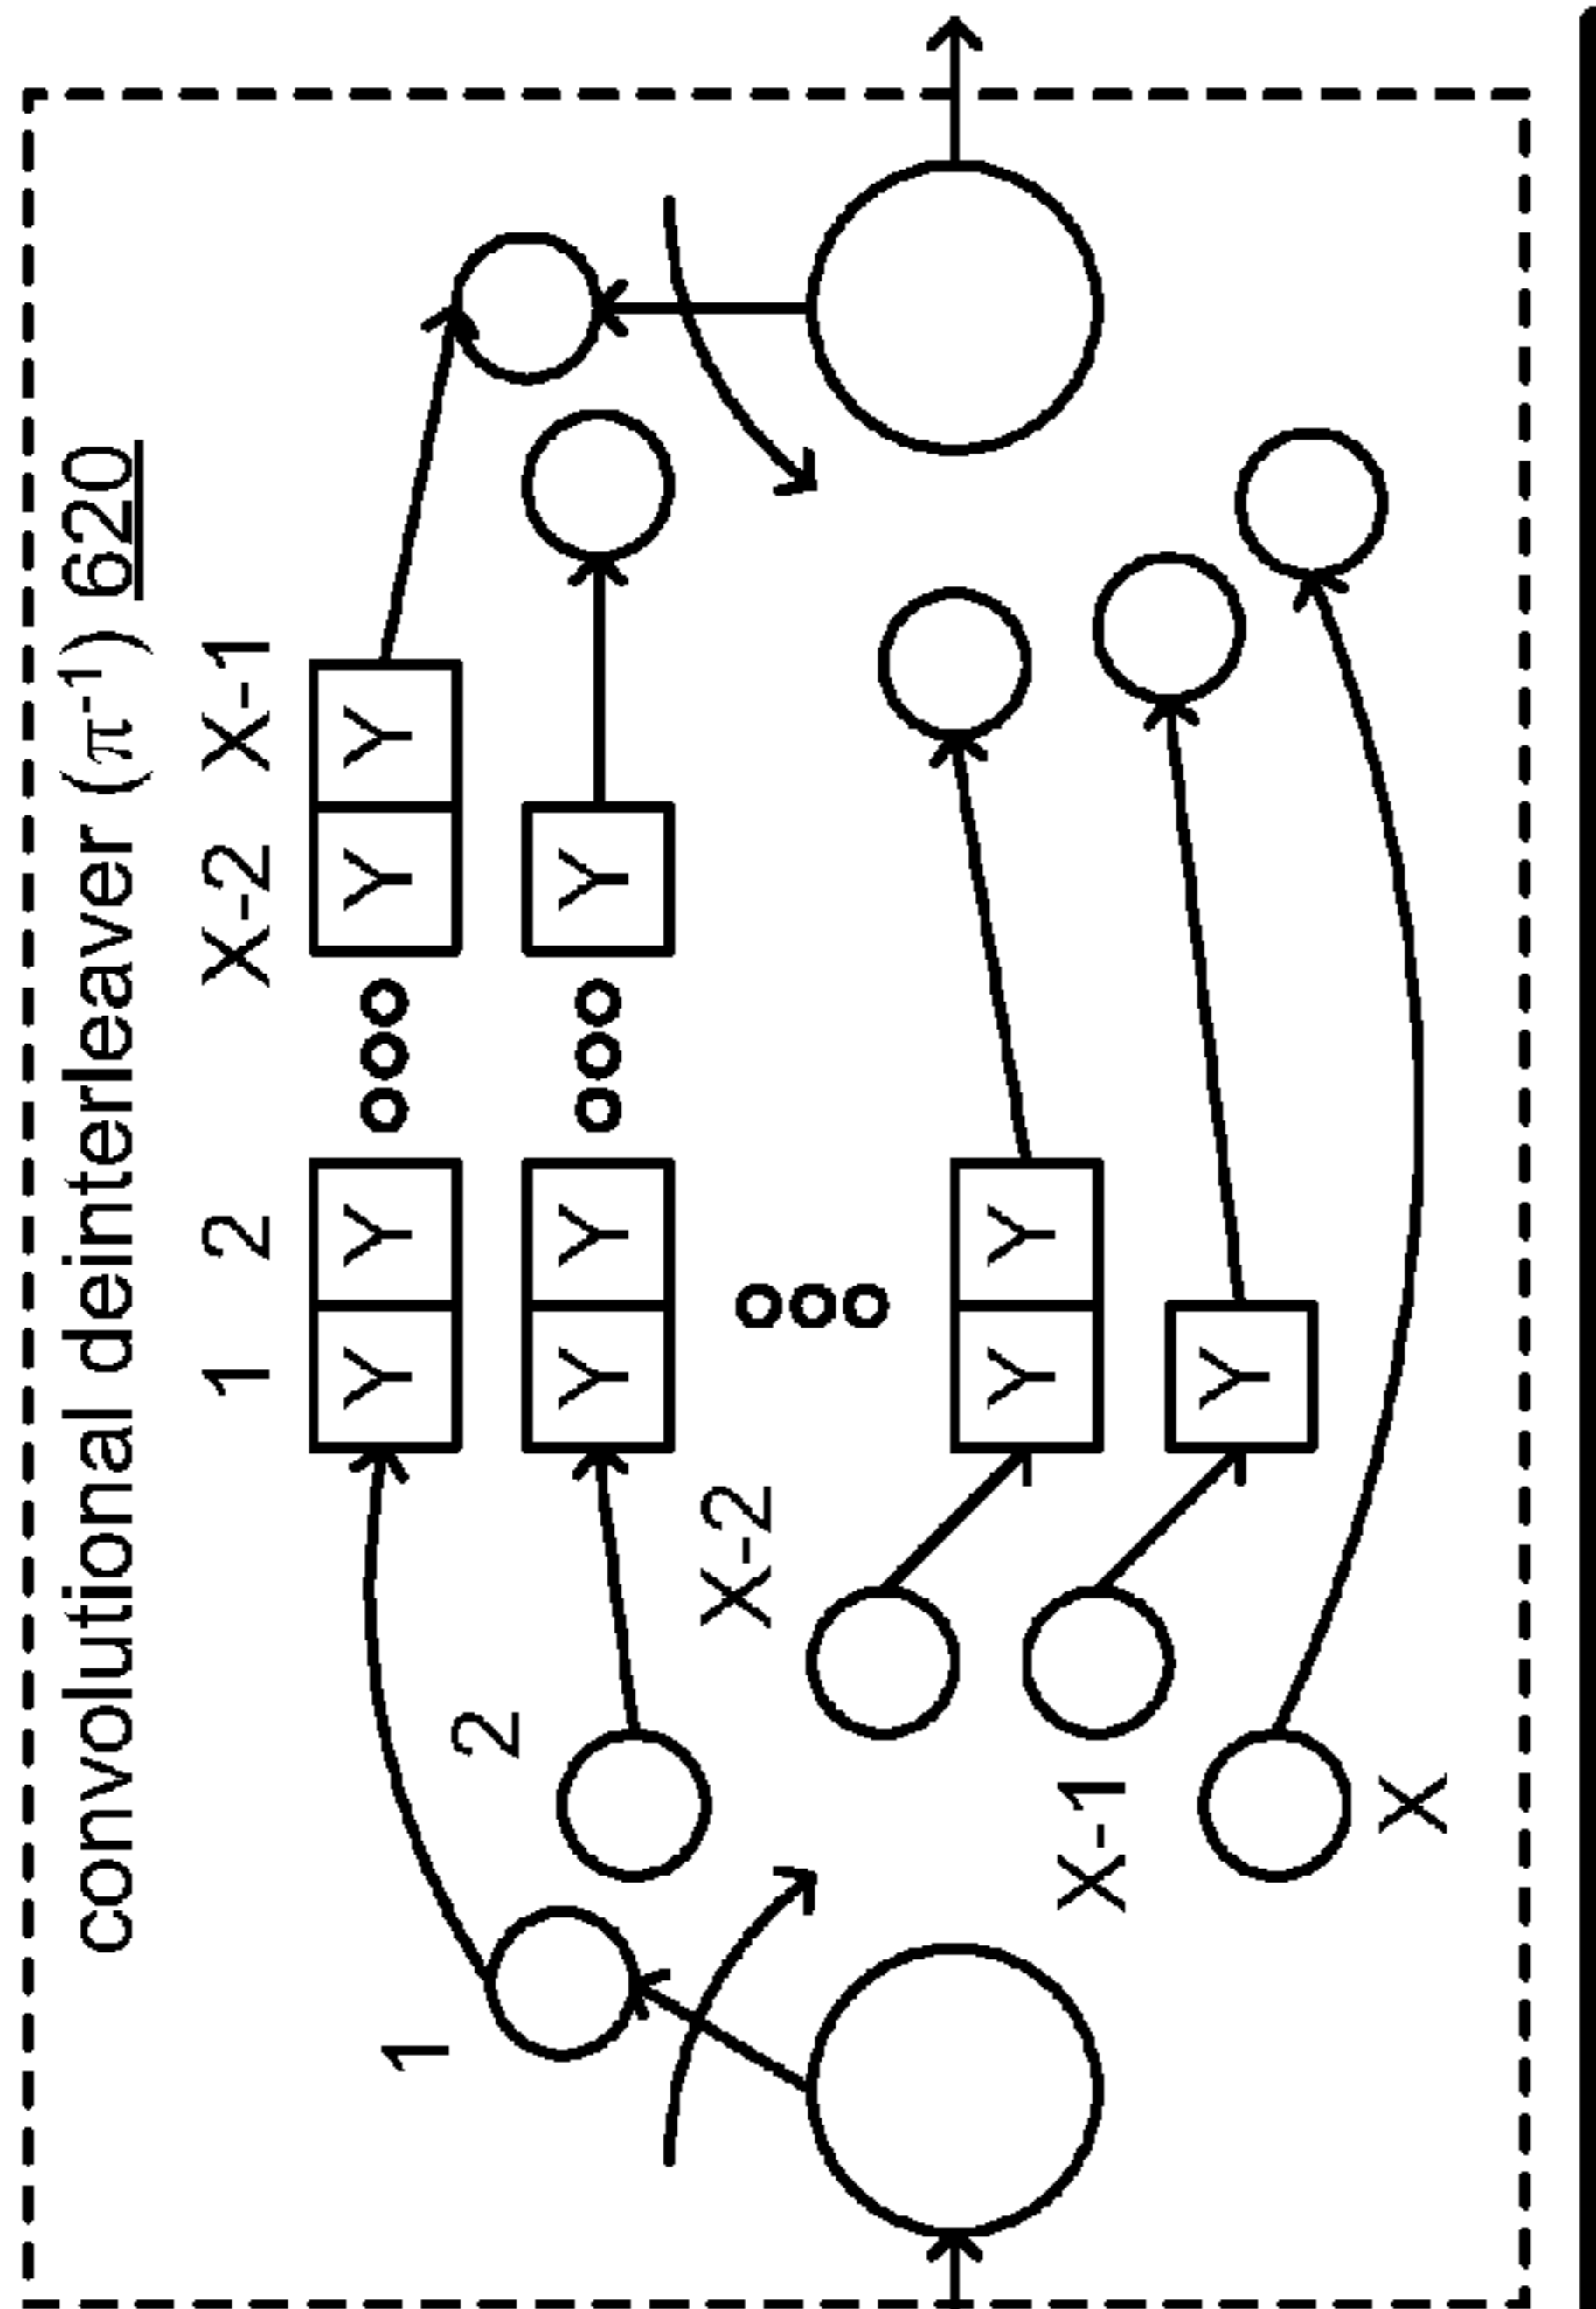 convolutional deinterleaver (π-1) 620
1 2 X-2 X-1
Y Y Y Y
1
2
Y Y Y
X-2
Y Y
X-1
Y
X